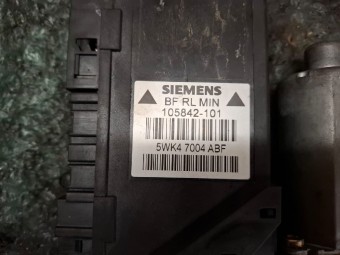 SIEMENS
BF RL MIN
105842-101
5WK4 7004 ABF